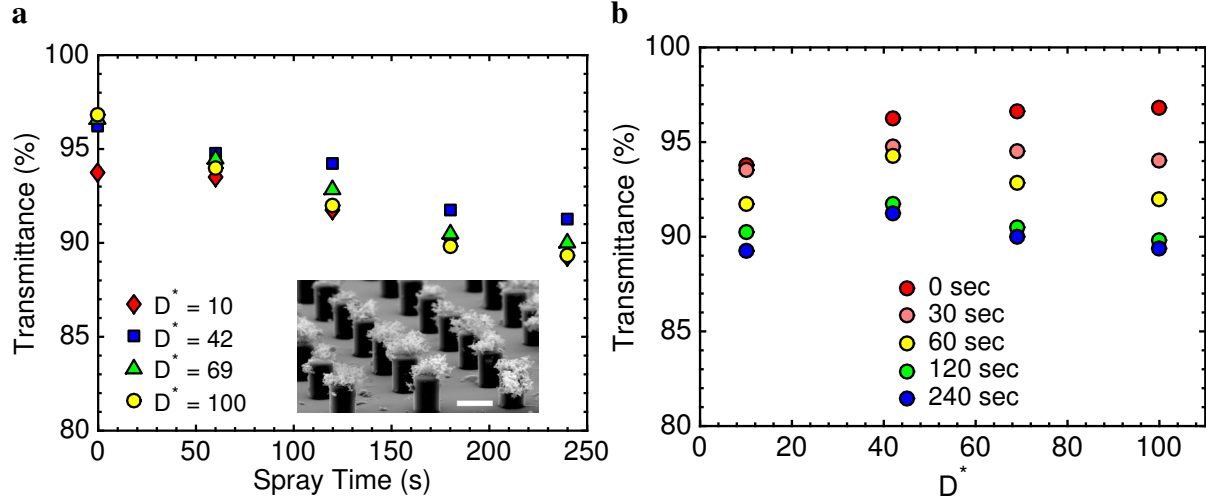 a
100
95
90
85
80
Transmittance (%)
0 50 100 150 200 250
Spray Time (s)
D* = 10
D* = 42
D* = 69
D* = 100
b
100
95
90
85
80
Transmittance (%)
0 20 40 60 80 100
D*
0 sec
30 sec
60 sec
120 sec
240 sec